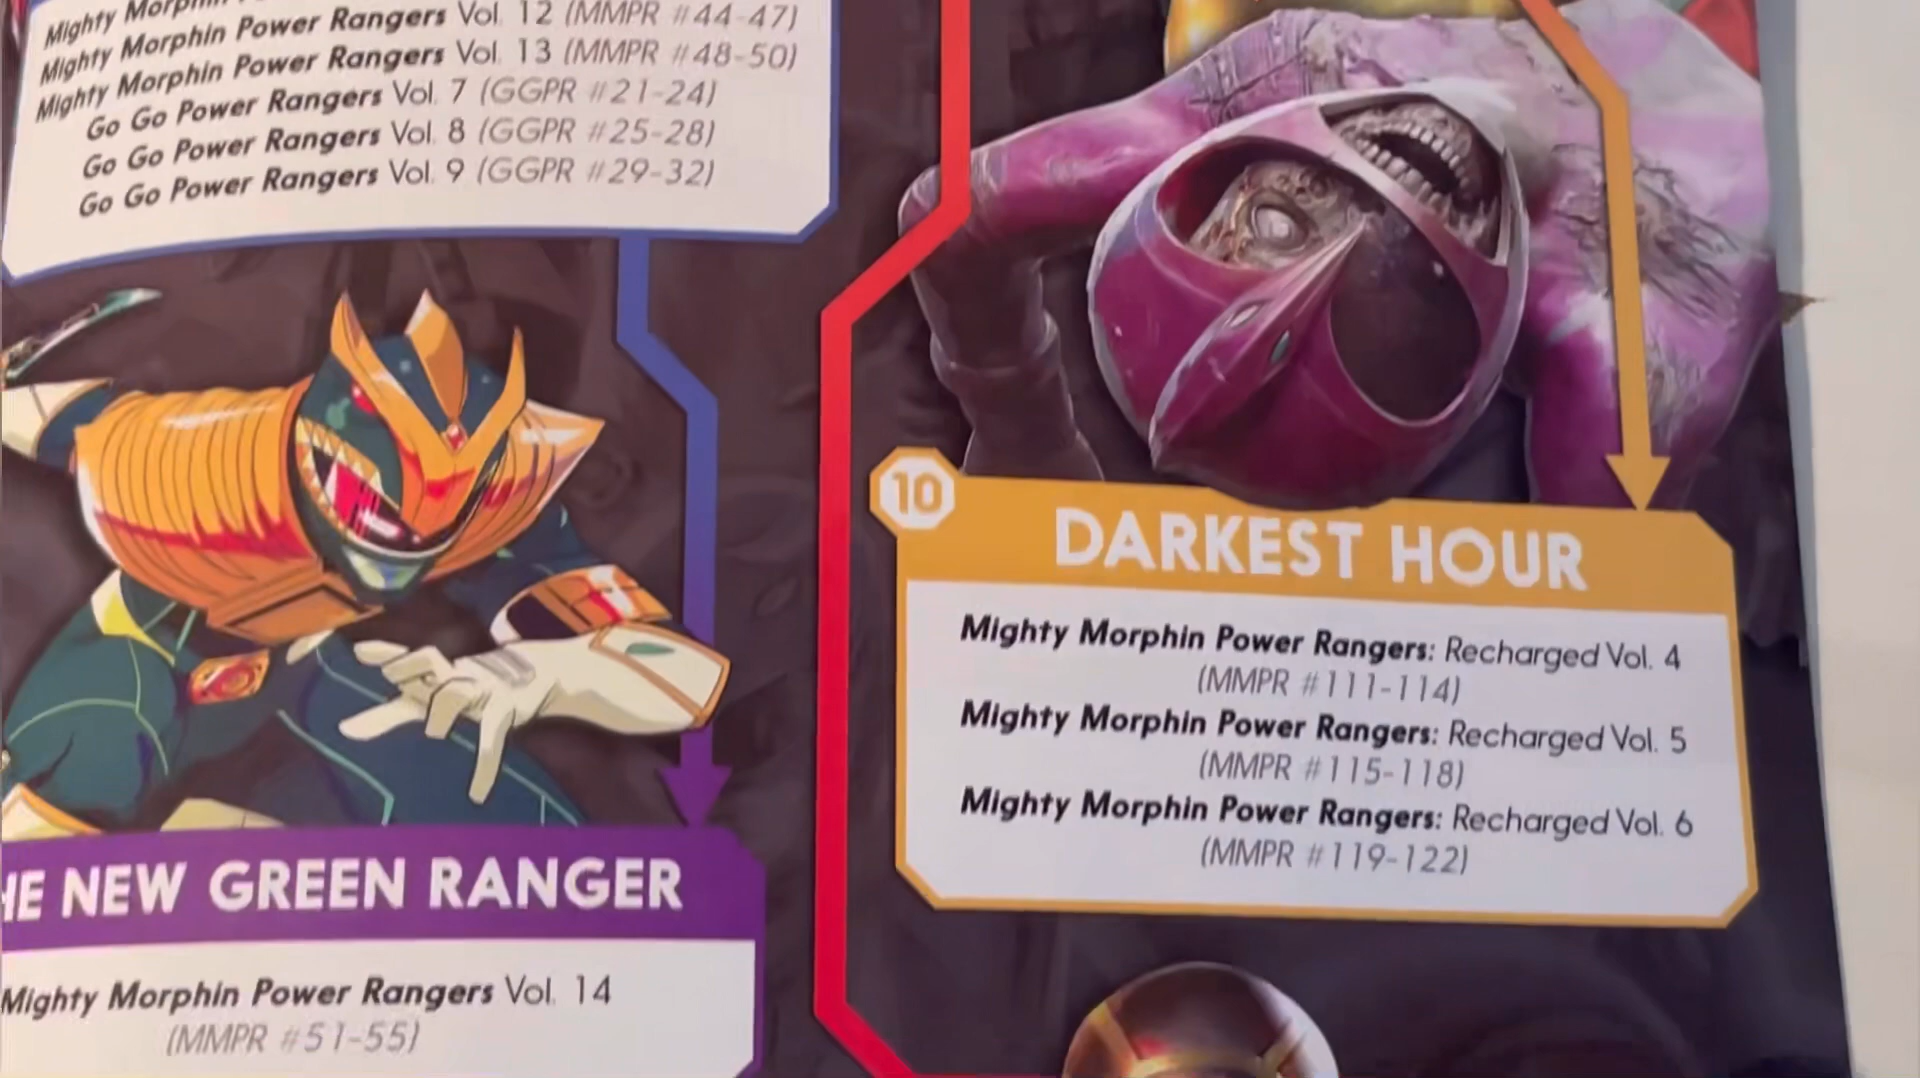 Mighty Morphin
Mighty Morphin Power Rangers Vol. 12 (MMPR #44-47)
Mighty Morphin Power Rangers Vol. 13 (MMPR #48-50)
Go Go Power Rangers Vol. 7 (GGPR #21-24)
Go Go Power Rangers Vol. 8 (GGPR #25-28)
Go Go Power Rangers Vol. 9 (GGPR #29-32)
HE NEW GREEN RANGER
Mighty Morphin Power Rangers Vol. 14
(MMPR #51-55)
10
DARKEST HOUR
Mighty Morphin Power Rangers: Recharged Vol. 4
(MMPR #111-114)
Mighty Morphin Power Rangers: Recharged Vol. 5
(MMPR #115-118)
Mighty Morphin Power Rangers: Recharged Vol. 6
(MMPR #119-122)